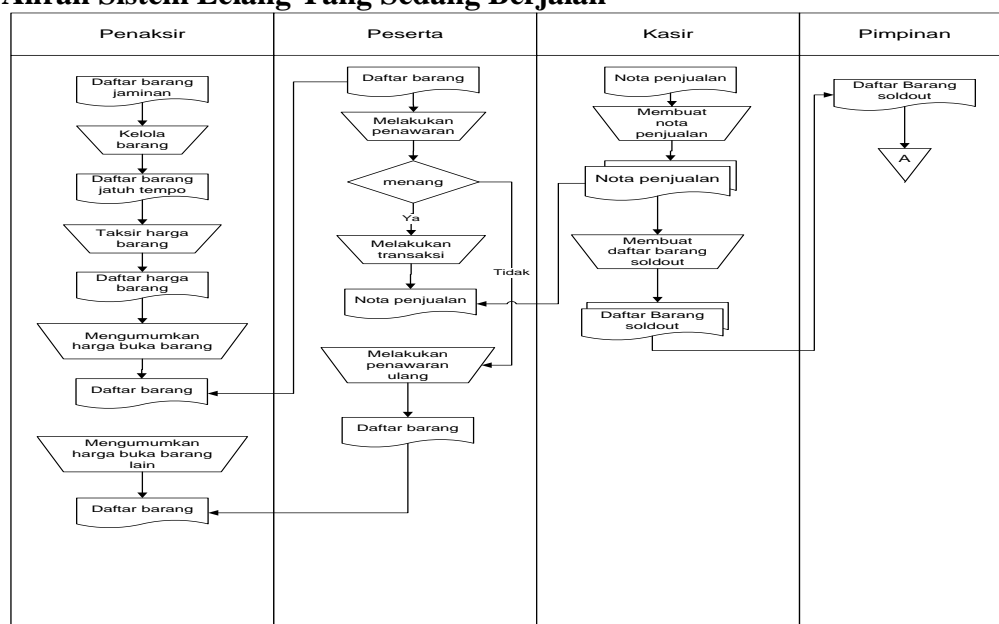 Aliran Sistem Lelang Yang Sedang Berjalan
Penaksir
Peserta
Kasir
Pimpinan
Daftar barang
jaminan
Kelola
barang
Daftar barang
jatuh tempo
Taksir harga
barang
Daftar harga
barang
Mengumumkan
harga buka barang
Daftar barang
Mengumumkan
harga buka barang
lain
Daftar barang
Daftar barang
Melakukan
penawaran
menang
Ya
Melakukan
transaksi
Tidak
Nota penjualan
Melakukan
penawaran
ulang
Daftar barang
Nota penjualan
Membuat
nota
penjualan
Nota penjualan
Membuat
daftar barang
soldout
Daftar Barang
soldout
Daftar Barang
soldout
A